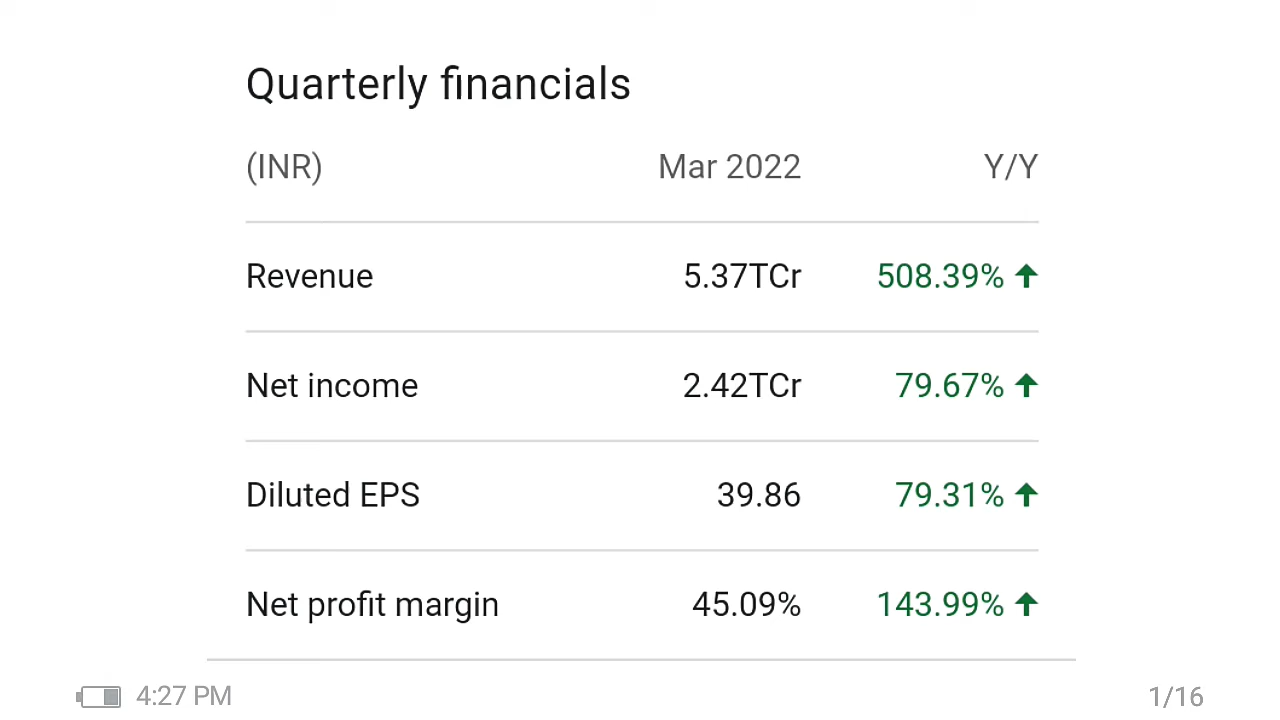 Quarterly financials
(INR) Mar 2022 Y/Y
Revenue 5.37TCr 508.39% ↑
Net income 2.42TCr 79.67% ↑
Diluted EPS 39.86 79.31% ↑
Net profit margin 45.09% 143.99% ↑
4:27 PM 1/16